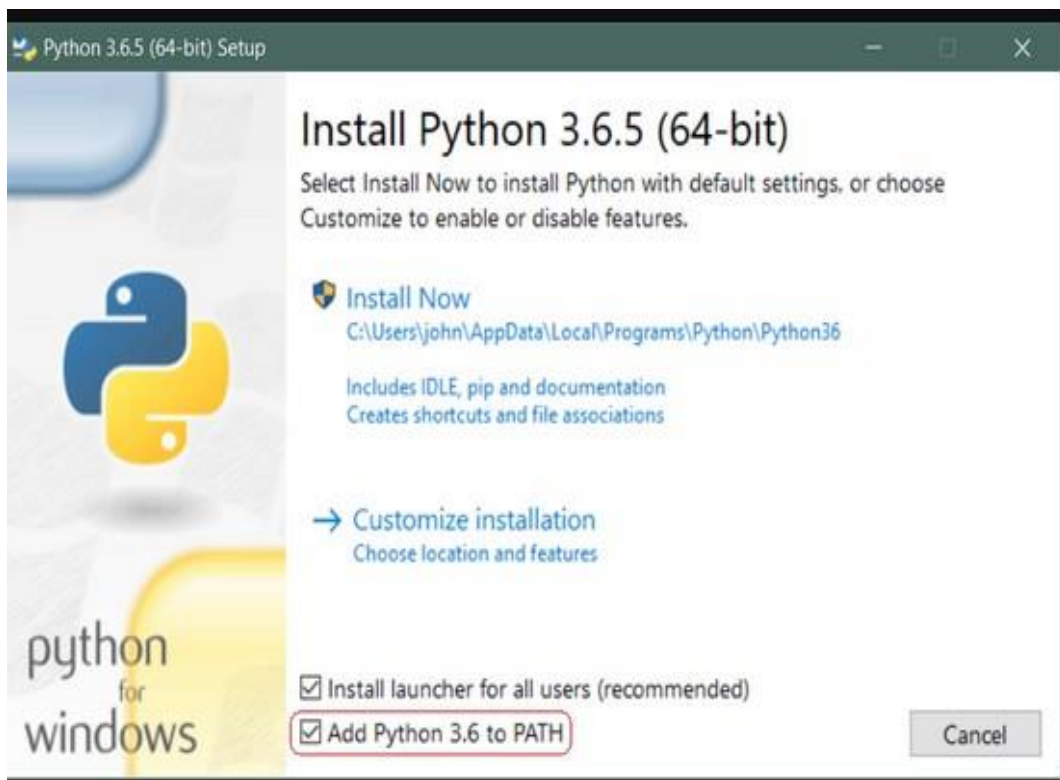 Python 3.6.5 (64-bit) Setup
Install Python 3.6.5 (64-bit)
Select Install Now to install Python with default settings, or choose
Customize to enable or disable features.
Install Now
C:\Users\john\AppData\Local\Programs\Python\Python36
Includes IDLE, pip and documentation
Creates shortcuts and file associations
Customize installation
Choose location and features
python
for
windows
Install launcher for all users (recommended)
Add Python 3.6 to PATH
Cancel